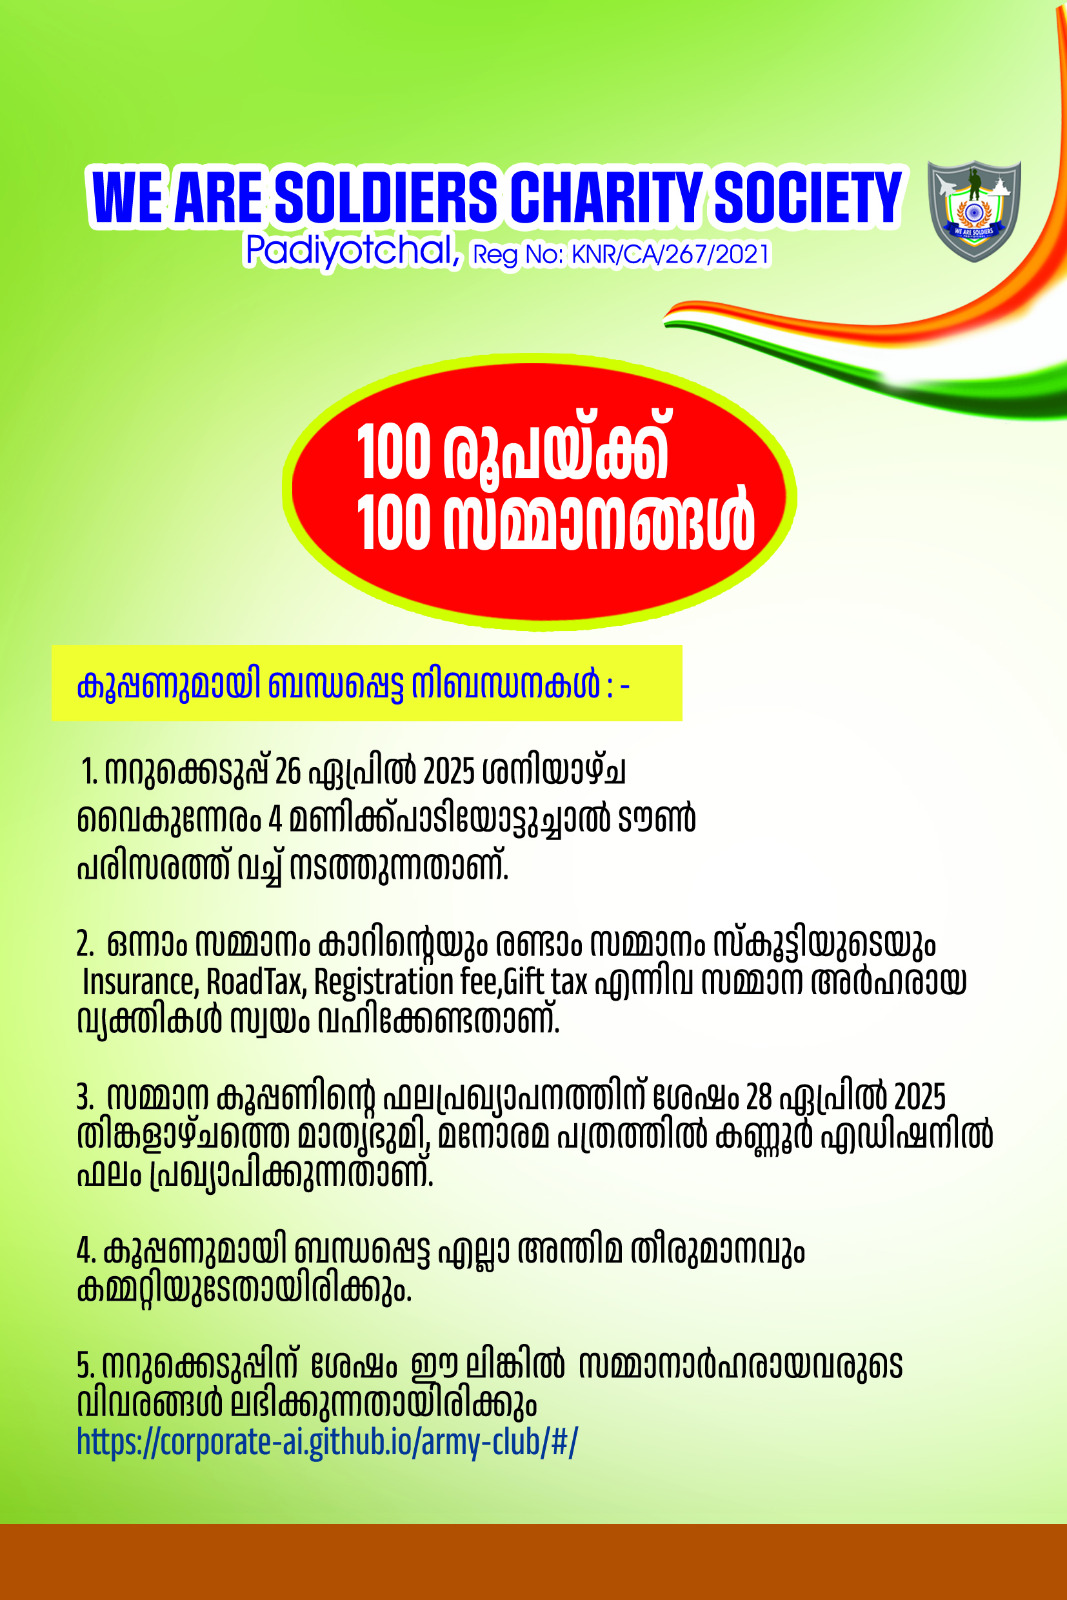 WE ARE SOLDIERS CHARITY SOCIETY
Padiyotchal, Reg No: KNR/CA/267/2021
WE ARE SOLDIERS
100 രൂപയ്ക്ക്
100 സമ്മാനങ്ങൾ
കൂപ്പണുമായി ബന്ധപ്പെട്ട നിബന്ധനകൾ : -
1. നറുക്കെടുപ്പ് 26 ഏപ്രിൽ 2025 ശനിയാഴ്ച
വൈകുന്നേരം 4 മണിക്ക്പാടിയോട്ടുച്ചാൽ ടൗൺ
പരിസരത്ത് വച്ച് നടത്തുന്നതാണ്.
2. ഒന്നാം സമ്മാനം കാറിന്റെയും രണ്ടാം സമ്മാനം സ്കൂട്ടിയുടെയും
Insurance, RoadTax, Registration fee,Gift tax എന്നിവ സമ്മാന അർഹരായ
വ്യക്തികൾ സ്വയം വഹിക്കേണ്ടതാണ്.
3. സമ്മാന കൂപ്പണിന്റെ ഫലപ്രഖ്യാപനത്തിന് ശേഷം 28 ഏപ്രിൽ 2025
തിങ്കളാഴ്ചത്തെ മാതൃഭുമി, മനോരമ പത്രത്തിൽ കണ്ണൂർ എഡിഷനിൽ
ഫലം പ്രഖ്യാപിക്കുന്നതാണ്.
4. കൂപ്പണുമായി ബന്ധപ്പെട്ട എല്ലാ അന്തിമ തീരുമാനവും
കമ്മറ്റിയുടേതായിരിക്കും.
5. നറുക്കെടുപ്പിന് ശേഷം ഈ ലിങ്കിൽ സമ്മാനാർഹരായവരുടെ
വിവരങ്ങൾ ലഭിക്കുന്നതായിരിക്കും
https://corporate-ai.github.io/army-club/#/